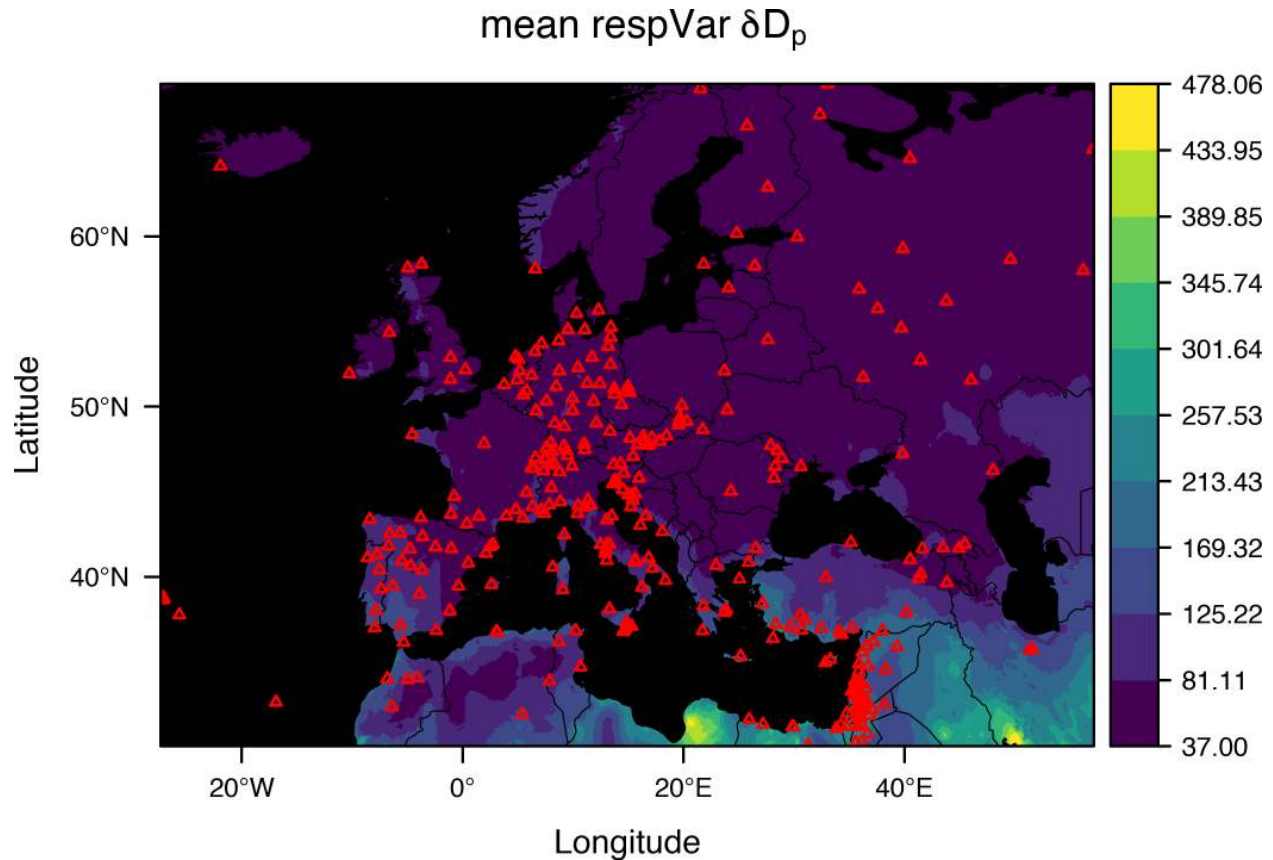 mean respVar δDp
478.06
433.95
389.85
345.74
301.64
257.53
213.43
169.32
125.22
81.11
37.00
60°N
50°N
40°N
Latitude
20°W 0° 20°E 40°E
Longitude